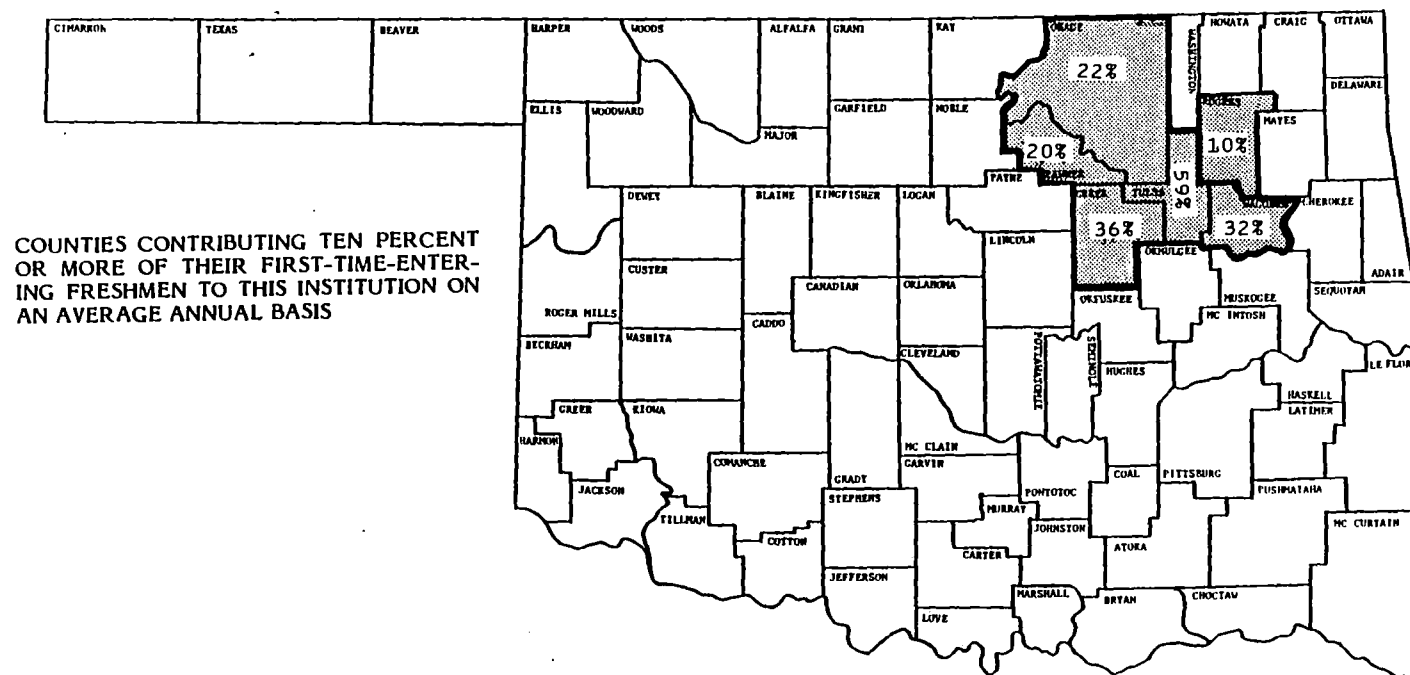 CIMARRON TEXAS BEAVER HARPER WOODS ALFALFA GRANT KAY OSAGE WASHINGTON NOWATA CRAIG OTTAWA
22%
DELAWARE
ELLIS WOODWARD GARFIELD NOBLE ROGERS
MAYES
MAJOR
20% 10%
PAYNE PAWNEE
DEWEY BLAINE KINGFISHER LOGAN CREEK TULSA 59% WAGONER CHEROKEE
36% 32%
LINCOLN
COUNTIES CONTRIBUTING TEN PERCENT
OR MORE OF THEIR FIRST-TIME-ENTER-
ING FRESHMEN TO THIS INSTITUTION ON
AN AVERAGE ANNUAL BASIS
OKMULGEE
CUSTER ADAIR
CANADIAN OKLAHOMA SEQUOYAH
OKFUSKEE MUSKOGEE
ROGER MILLS MC INTOSH
CADDO
BECKHAM WASHITA
CLEVELAND POTTAWATOMIE SEMINOLE
HUGHES LE FLOR
HASKELL
GREER KIOWA LATIMER
HARMON
MC CLAIN
COMANCHE GARVIN
COAL PITTSBURG
GRADY
JACKSON STEPHENS PONTOTOC PUSHMATAHA
MURRAY
TILLMAN JOHNSTON MC CURTAIN
COTTON ATOKA
CARTER
JEFFERSON
MARSHALL BRYAN CHOCTAW
LOVE